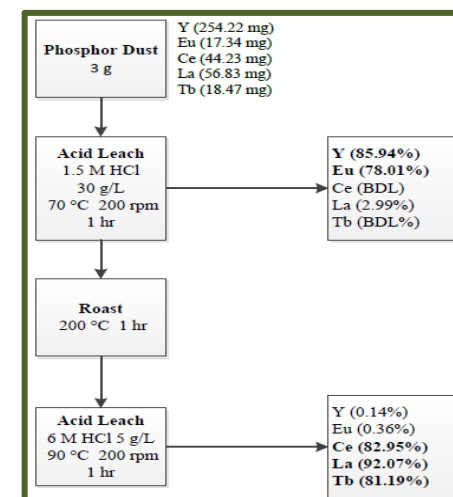 Phosphor Dust
3 g
Y (254.22 mg)
Eu (17.34 mg)
Ce (44.23 mg)
La (56.83 mg)
Tb (18.47 mg)
Acid Leach
1.5 M HCl
30 g/L
70 °C 200 rpm
1 hr
Y (85.94%)
Eu (78.01%)
Ce (BDL)
La (2.99%)
Tb (BDL%)
Roast
200 °C 1 hr
Acid Leach
6 M HCl 5 g/L
90 °C 200 rpm
1 hr
Y (0.14%)
Eu (0.36%)
Ce (82.95%)
La (92.07%)
Tb (81.19%)